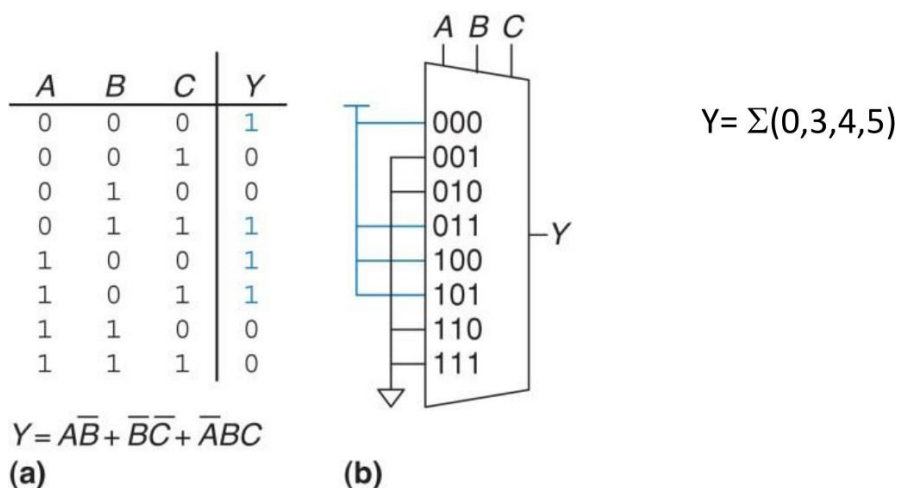 A B C Y
0 0 0 1
0 0 1 0
0 1 0 0
0 1 1 1
1 0 0 1
1 0 1 1
1 1 0 0
1 1 1 0
Y = AB̅ + B̅C̅ + A̅BC
(a)
A B C
000
001
010
011
100
101
110
111
Y
(b)
Y= Σ(0,3,4,5)